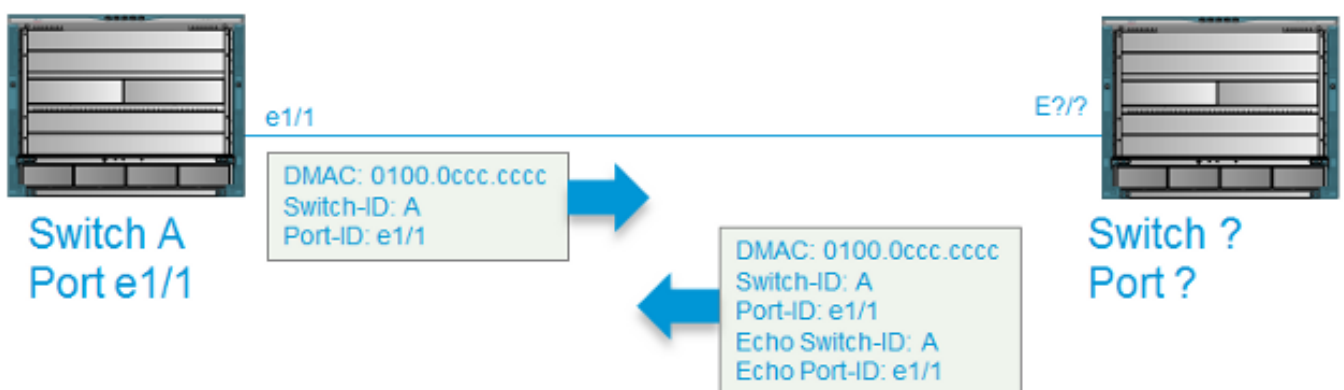 e1/1
E?/?
DMAC: 0100.0ccc.cccc
Switch-ID: A
Port-ID: e1/1
Switch A
Port e1/1
DMAC: 0100.0ccc.cccc
Switch-ID: A
Port-ID: e1/1
Echo Switch-ID: A
Echo Port-ID: e1/1
Switch ?
Port ?